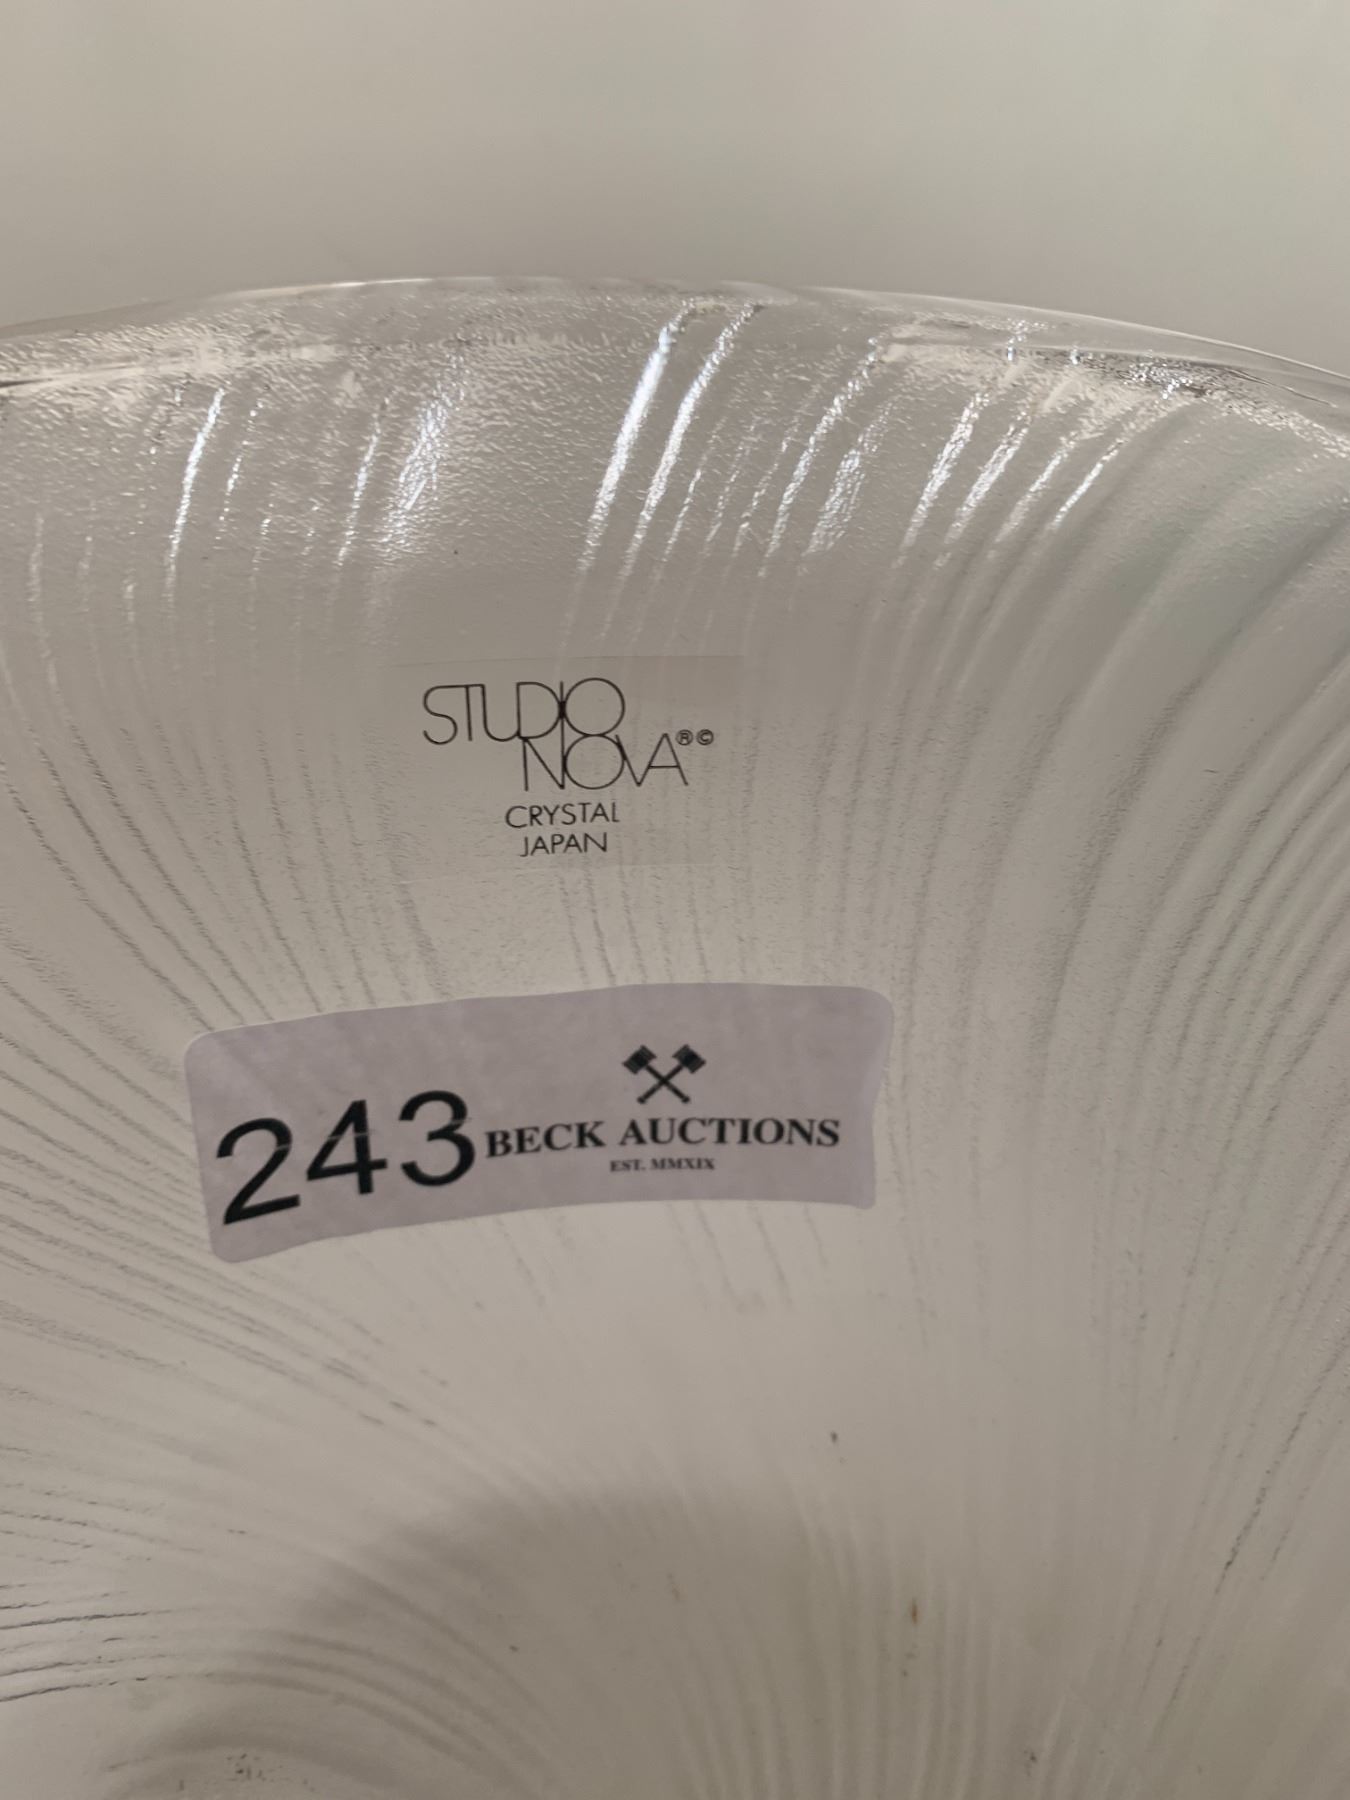 STUDIO
NOVA®©
CRYSTAL
JAPAN
243 BECK AUCTIONS
EST. MMXIX